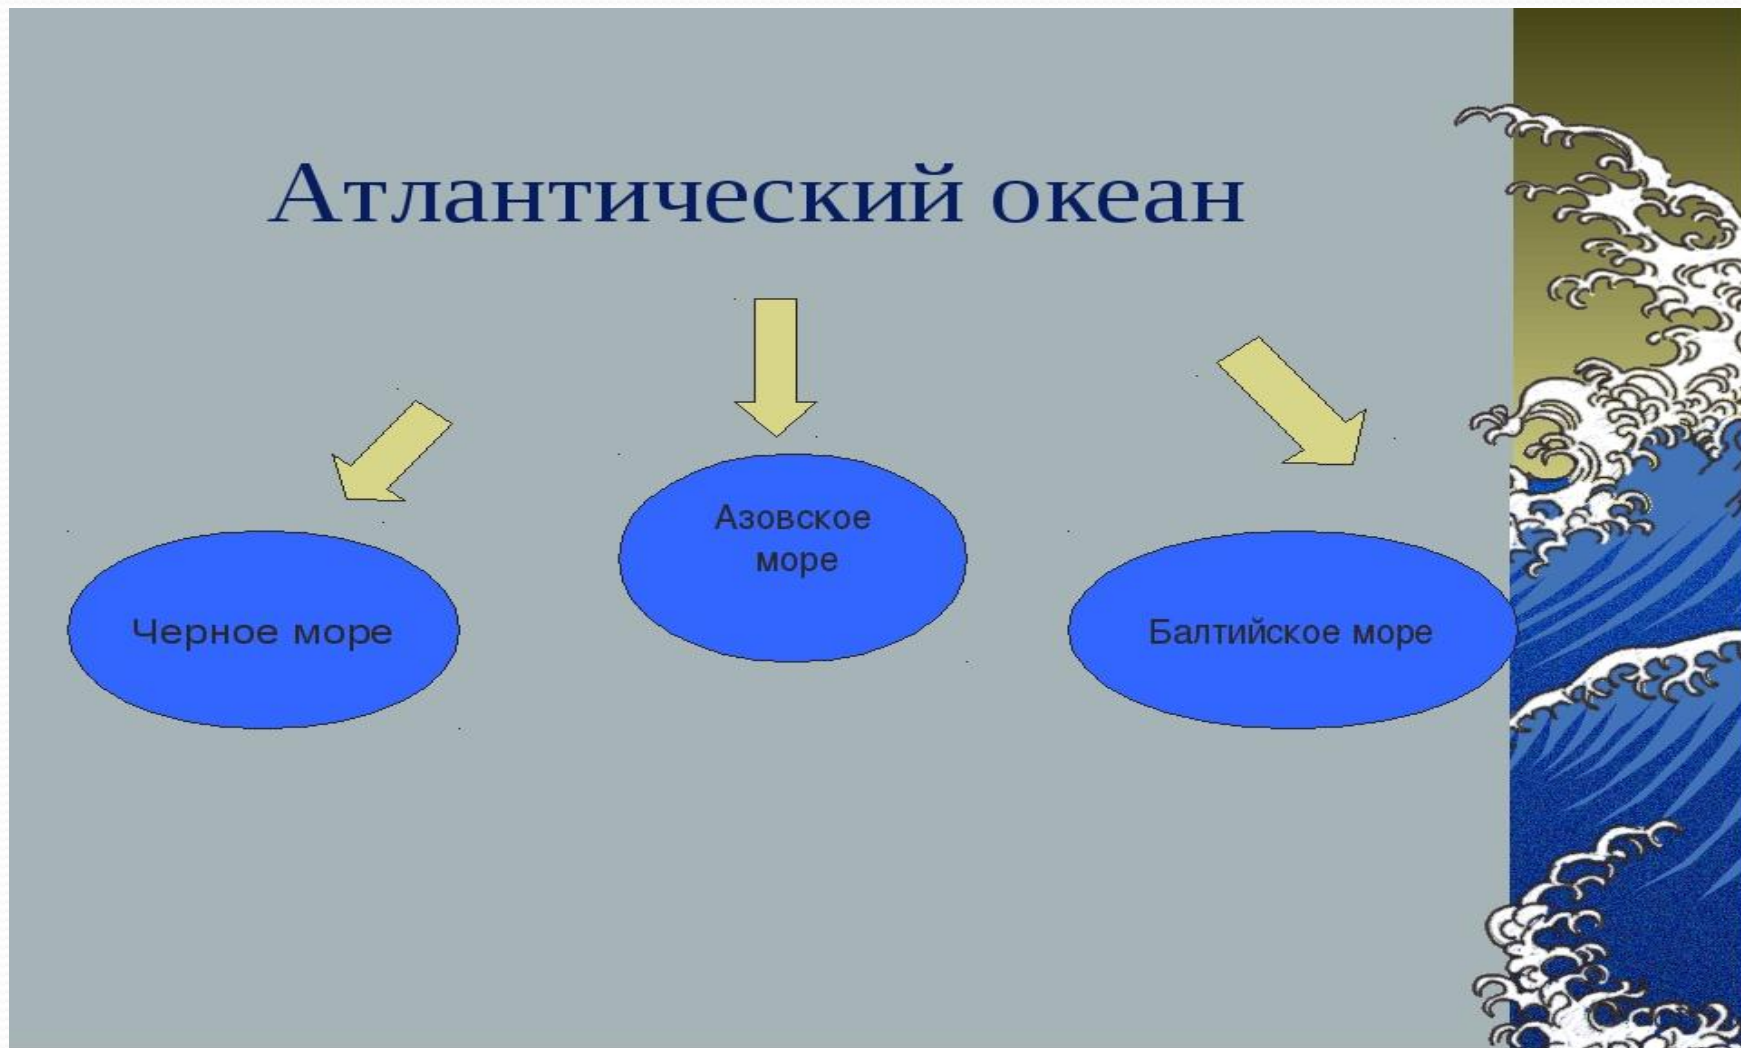 Атлантический океан
Азовское
море
Черное море
Балтийское море